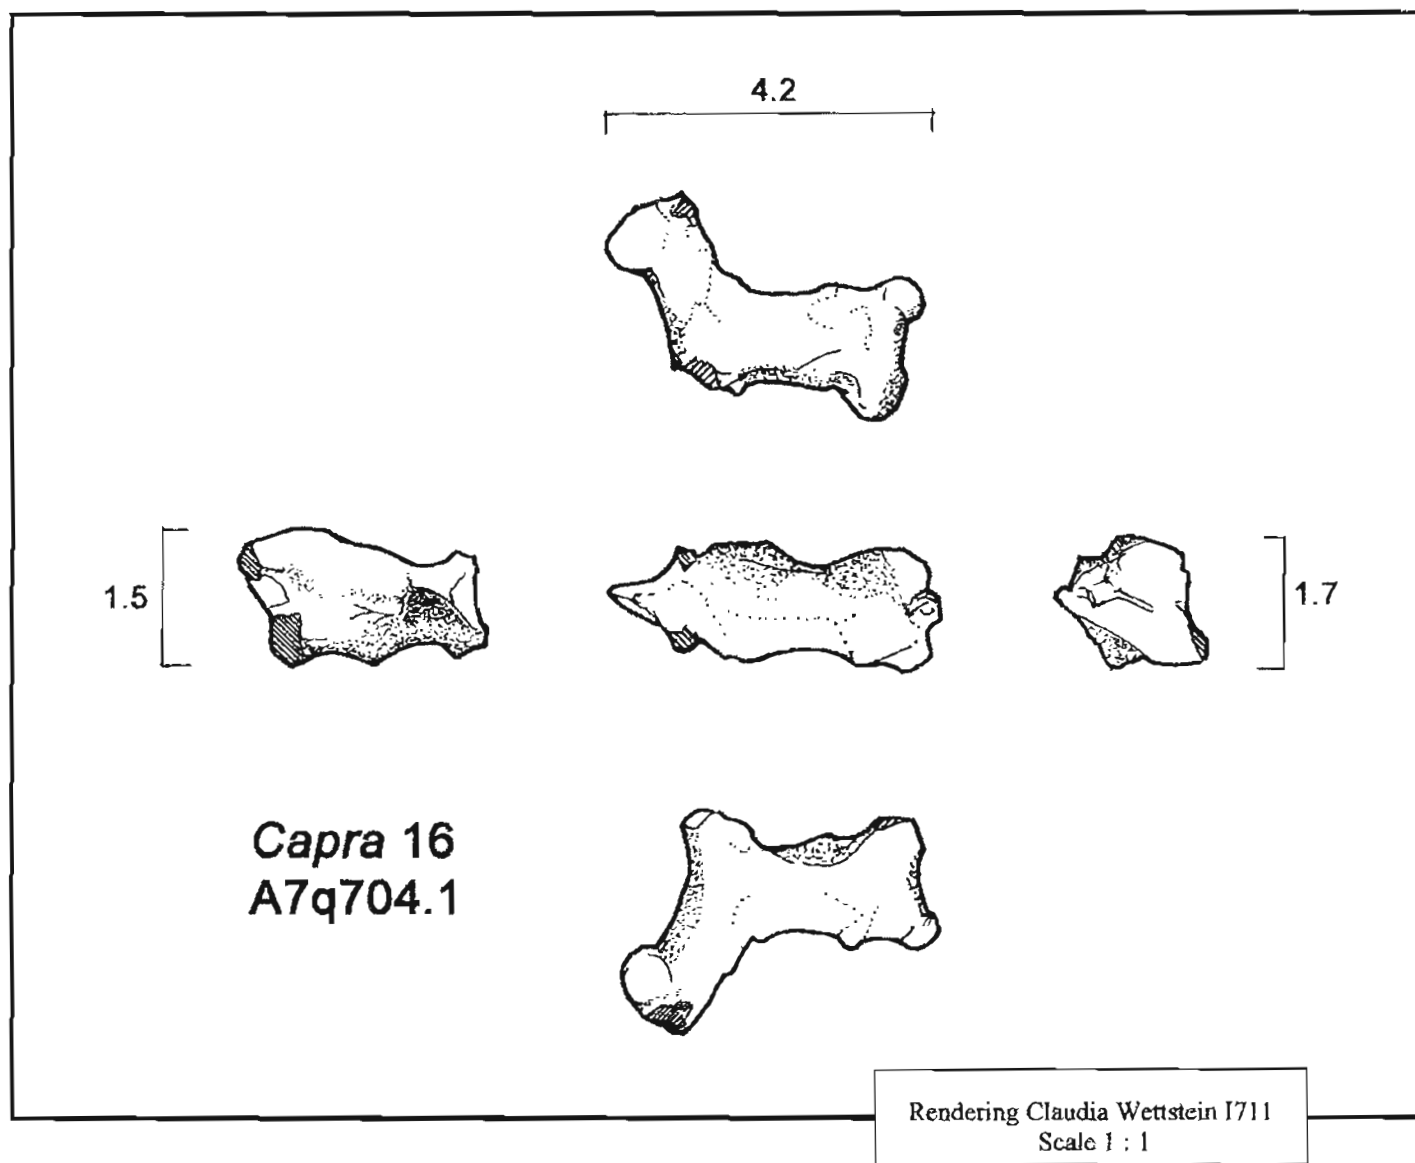 4.2
1.5
1.7
Capra 16
A7q704.1
Rendering Claudia Wettstein I711
Scale 1 : 1